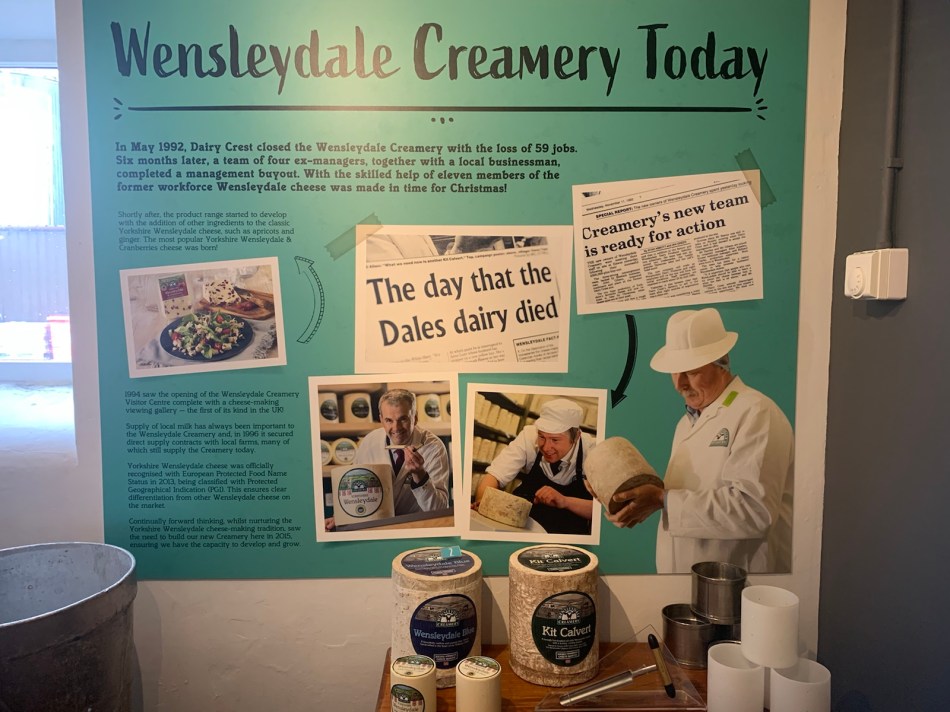 Wensleydale Creamery Today
In May 1992, Dairy Crest closed the Wensleydale Creamery with the loss of 59 jobs.
Six months later, a team of four ex-managers, together with a local businessman,
completed a management buyout. With the skilled help of eleven members of the
former workforce Wensleydale cheese was made in time for Christmas!
Shortly after, the product range started to develop
with the addition of other ingredients to the classic
Yorkshire Wensleydale cheese, such as apricots and
ginger. The most popular Yorkshire Wensleydale &
Cranberries cheese was born!
SPECIAL REPORT:
Creamery's new team
is ready for action
The day that the
Dales dairy died
WENSLEYDALE FACT
1994 saw the opening of the Wensleydale Creamery
Visitor Centre complete with a cheese-making
viewing gallery – the first of its kind in the UK!
Supply of local milk has always been important to
the Wensleydale Creamery and, in 1996 it secured
direct supply contracts with local farms, many of
which still supply the Creamery today.
Yorkshire Wensleydale cheese was officially
recognised with European Protected Food Name
Status in 2013, being classified with Protected
Geographical Indication (PGI). This ensures clear
differentiation from other Wensleydale cheese on
the market.
Continually forward thinking, whilst nurturing the
Yorkshire Wensleydale cheese-making tradition, saw
the need to build our new Creamery here in 2015,
ensuring we have the capacity to develop and grow.
Wensleydale
Wensleydale Blue
Kit Calvert
CREAMERY
Wensleydale Blue
CREAMERY
Kit Calvert